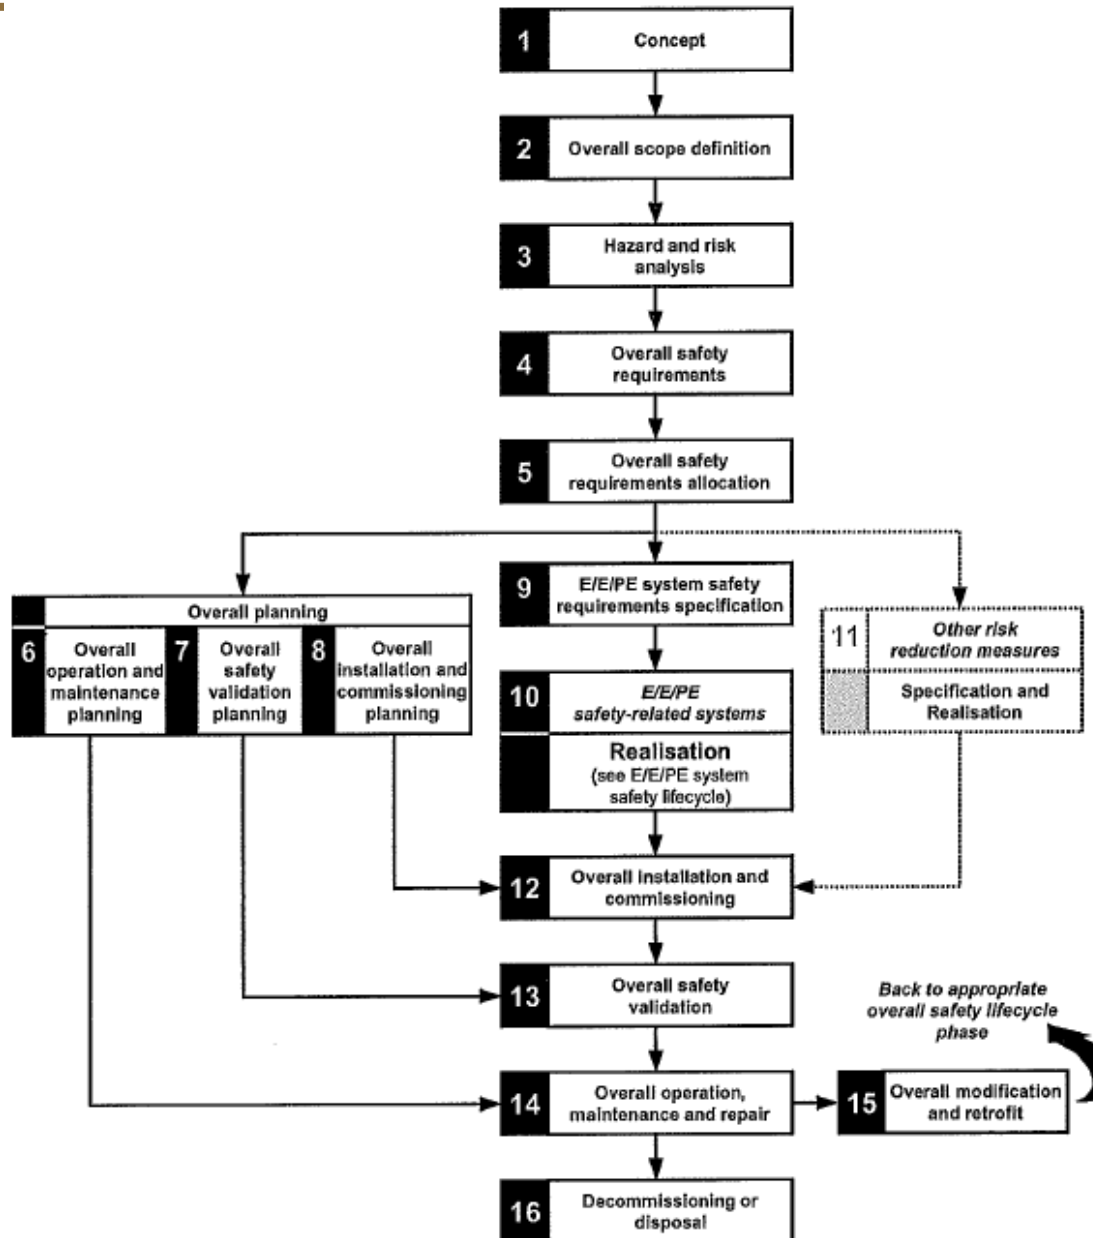 1
Concept
2
Overall scope definition
3
Hazard and risk
analysis
4
Overall safety
requirements
5
Overall safety
requirements allocation
9
E/E/PE system safety
requirements specification
Overall planning
6
Overall
operation and
maintenance
planning
7
Overall
safety
validation
planning
8
Overall
installation and
commissioning
planning
10
E/E/PE
safety-related systems
Realisation
(see E/E/PE system
safety lifecycle)
11
Other risk
reduction measures
Specification and
Realisation
12
Overall installation and
commissioning
13
Overall safety
validation
Back to appropriate
overall safety lifecycle
phase
14
Overall operation,
maintenance and repair
15
Overall modification
and retrofit
16
Decommissioning or
disposal